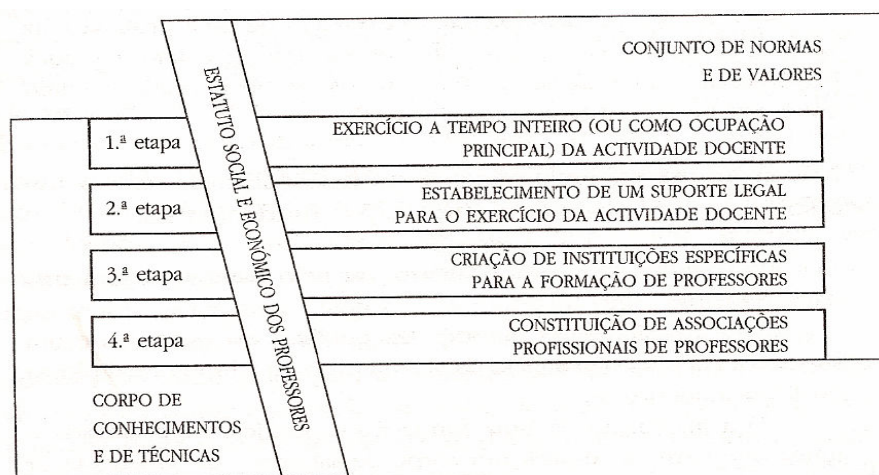 CONJUNTO DE NORMAS
E DE VALORES
ESTATUTO SOCIAL E ECONÓMICO DOS PROFESSORES
1.ª etapa
EXERCÍCIO A TEMPO INTEIRO (OU COMO OCUPAÇÃO
PRINCIPAL) DA ACTIVIDADE DOCENTE
2.ª etapa
ESTABELECIMENTO DE UM SUPORTE LEGAL
PARA O EXERCÍCIO DA ACTIVIDADE DOCENTE
3.ª etapa
CRIAÇÃO DE INSTITUIÇÕES ESPECÍFICAS
PARA A FORMAÇÃO DE PROFESSORES
4.ª etapa
CONSTITUIÇÃO DE ASSOCIAÇÕES
PROFISSIONAIS DE PROFESSORES
CORPO DE
CONHECIMENTOS
E DE TÉCNICAS